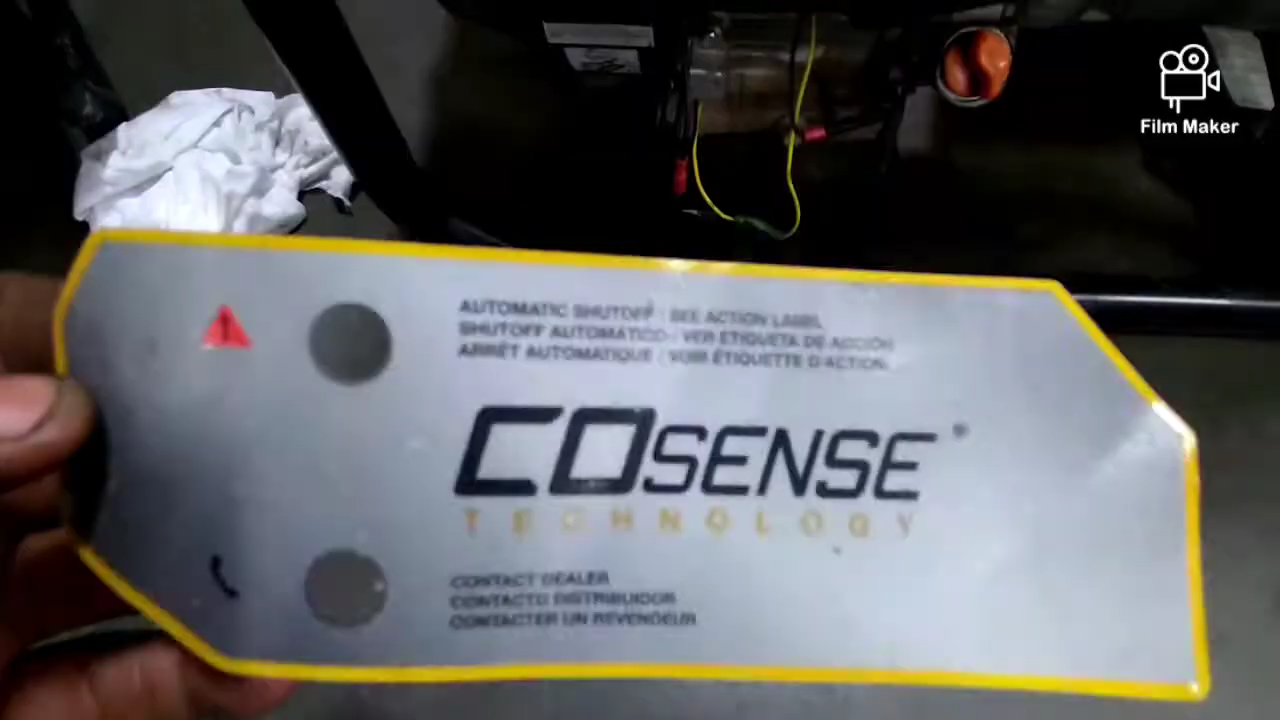 Film Maker
AUTOMATIC SHUTOFF / SEE ACTION LABEL
SHUTOFF AUTOMATICO / VER ETIQUETA DE ACCIÓN
ARRÊT AUTOMATIQUE / VOIR ÉTIQUETTE D'ACTION
COSENSE®
TECHNOLOGY
CONTACT DEALER
CONTACTO DISTRIBUIDOR
CONTACTER UN REVENDEUR